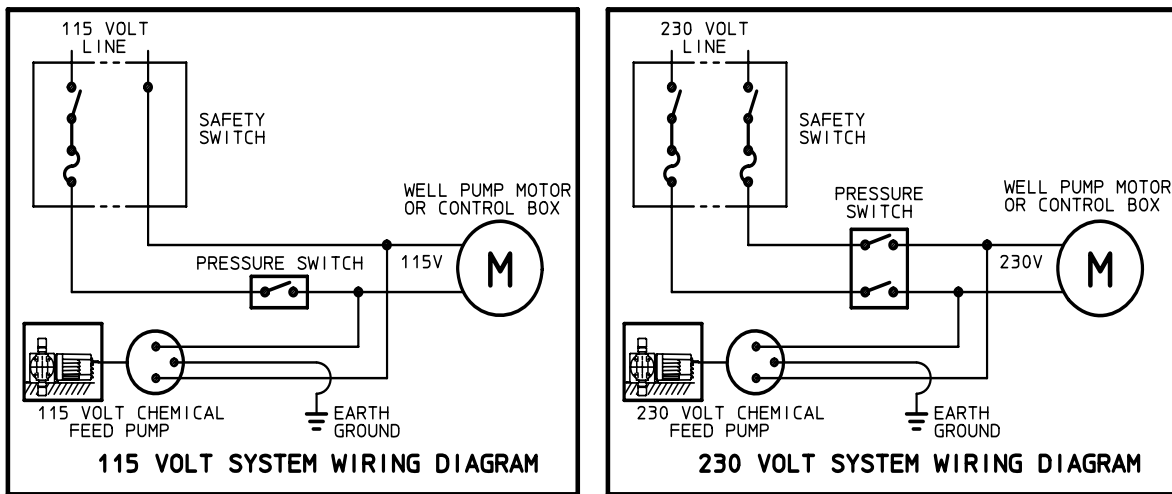 115 VOLT
LINE
SAFETY
SWITCH
WELL PUMP MOTOR
OR CONTROL BOX
PRESSURE SWITCH
115V
M
115 VOLT CHEMICAL
FEED PUMP
EARTH
GROUND
115 VOLT SYSTEM WIRING DIAGRAM
230 VOLT
LINE
SAFETY
SWITCH
PRESSURE
SWITCH
WELL PUMP MOTOR
OR CONTROL BOX
230V
M
230 VOLT CHEMICAL
FEED PUMP
EARTH
GROUND
230 VOLT SYSTEM WIRING DIAGRAM